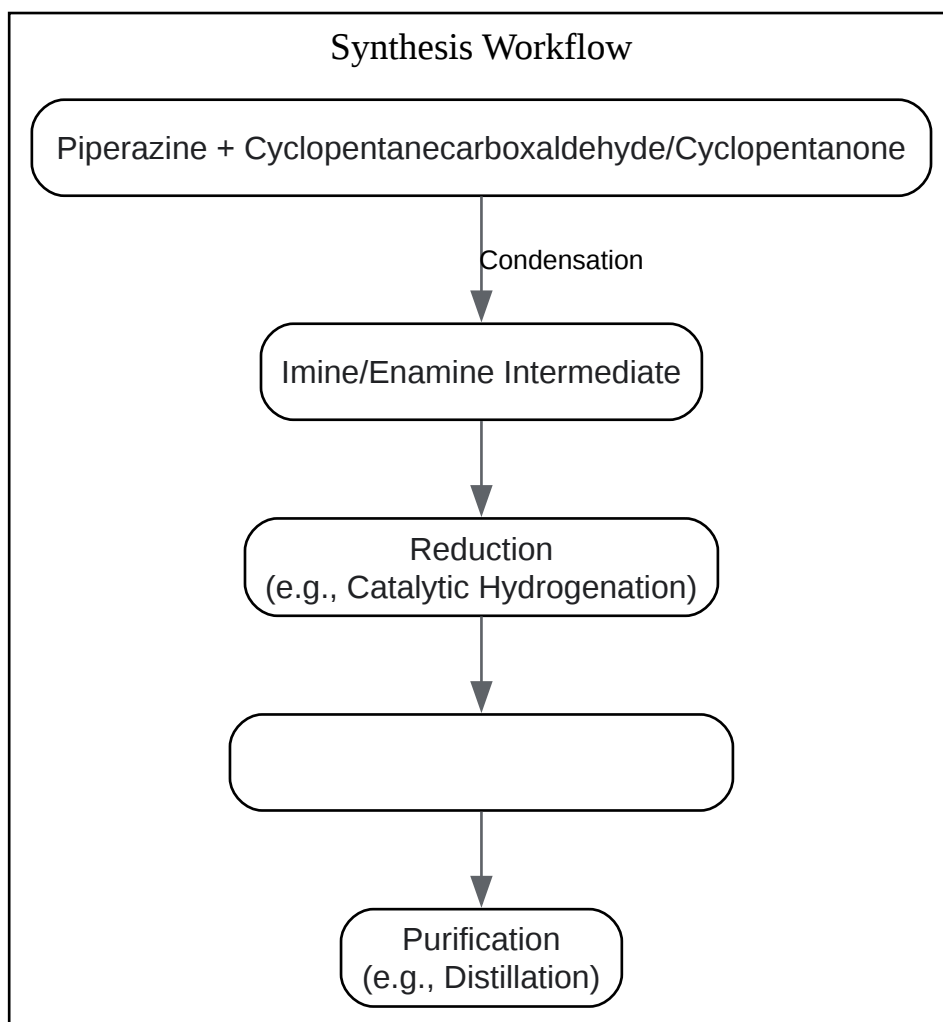 Synthesis Workflow
Piperazine + Cyclopentanecarboxaldehyde/Cyclopentanone
Condensation
Imine/Enamine Intermediate
Reduction
(e.g., Catalytic Hydrogenation)
Purification
(e.g., Distillation)